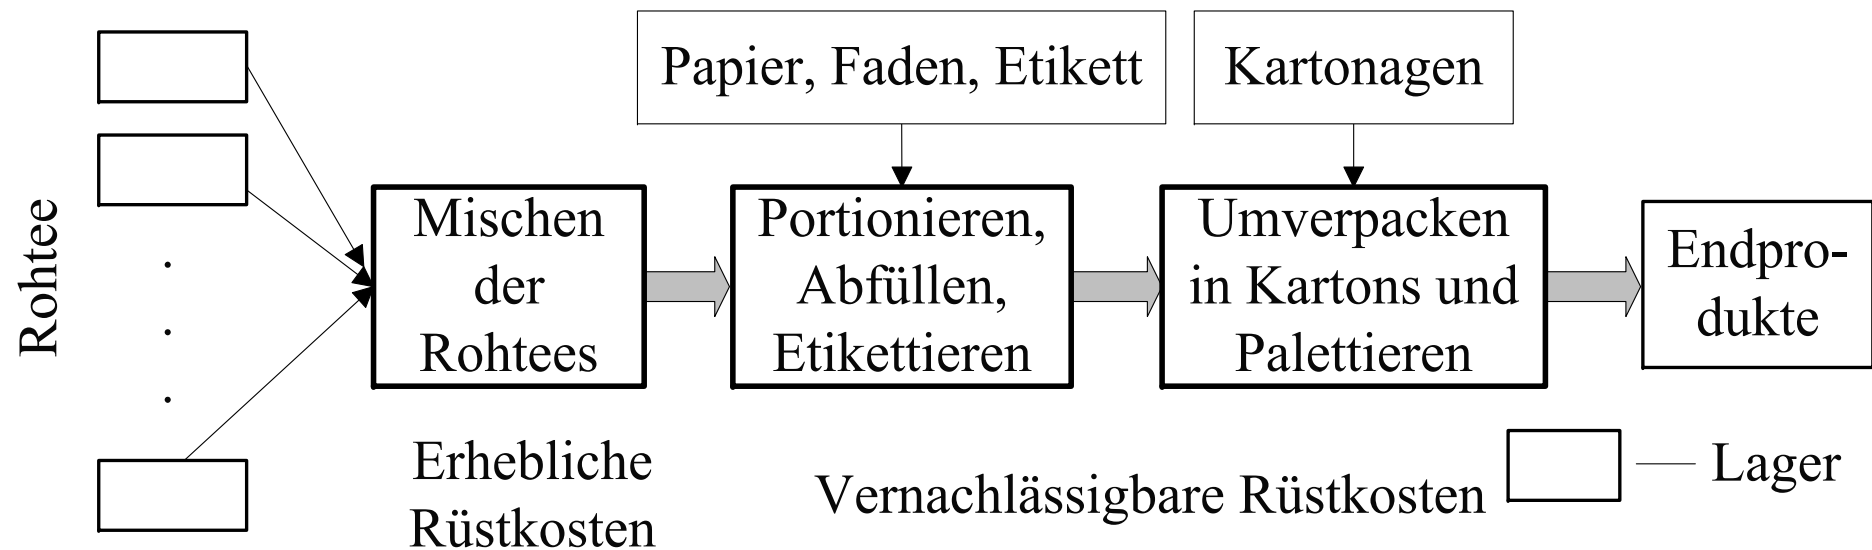 Papier, Faden, Etikett
Kartonagen
Rohtee
Mischen
der
Rohtees
Portionieren,
Abfüllen,
Etikettieren
Umverpacken
in Kartons und
Palettieren
Endpro-
dukte
Erhebliche
Rüstkosten
Vernachlässigbare Rüstkosten
Lager